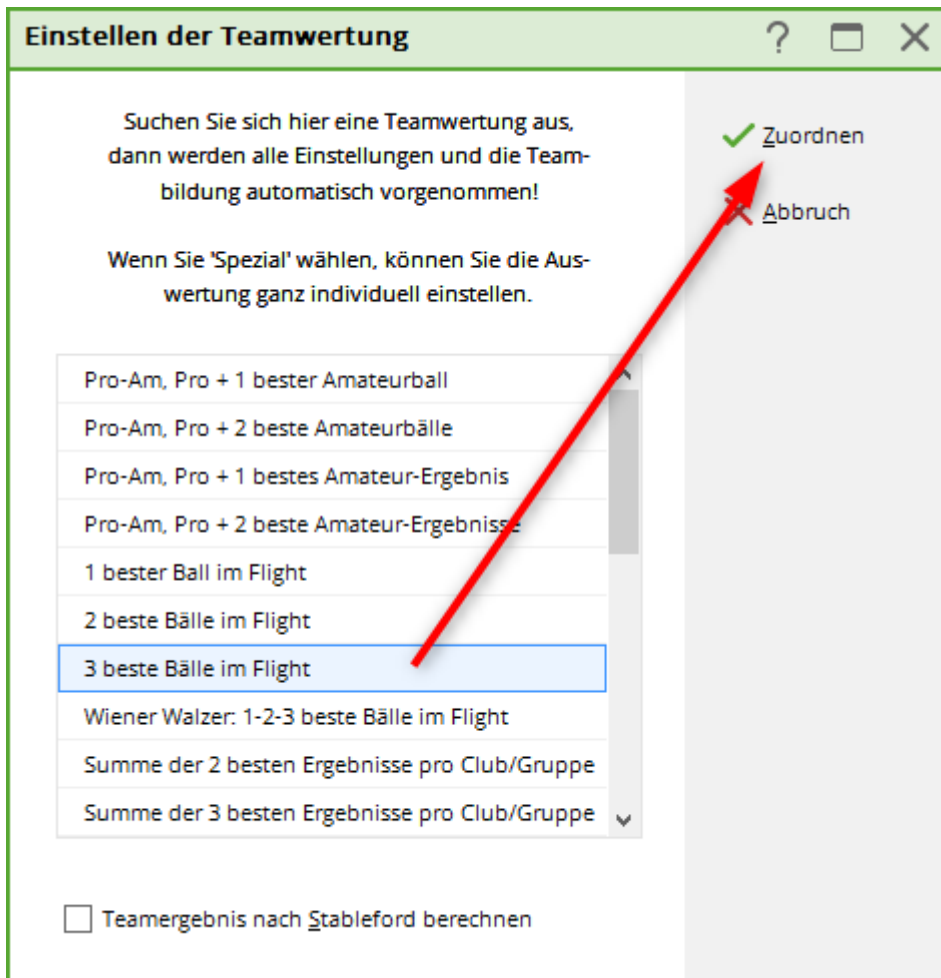 Einstellen der Teamwertung
Suchen Sie sich hier eine Teamwertung aus,
dann werden alle Einstellungen und die Team-
bildung automatisch vorgenommen!
Wenn Sie 'Spezial' wählen, können Sie die Aus-
wertung ganz individuell einstellen.
Zuordnen
Abbruch
Pro-Am, Pro + 1 bester Amateurball
Pro-Am, Pro + 2 beste Amateurbälle
Pro-Am, Pro + 1 bestes Amateur-Ergebnis
Pro-Am, Pro + 2 beste Amateur-Ergebnisse
1 bester Ball im Flight
2 beste Bälle im Flight
3 beste Bälle im Flight
Wiener Walzer: 1-2-3 beste Bälle im Flight
Summe der 2 besten Ergebnisse pro Club/Gruppe
Summe der 3 besten Ergebnisse pro Club/Gruppe
Teamergebnis nach Stableford berechnen